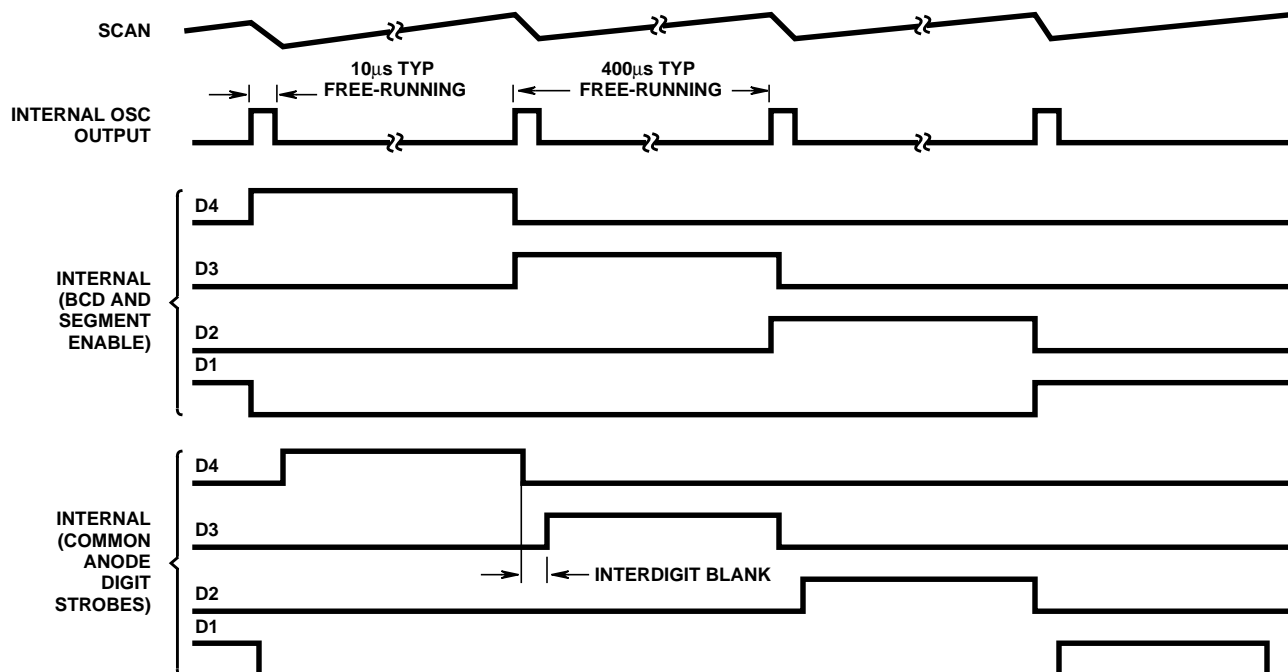 SCAN
10µs TYP
FREE-RUNNING
400µs TYP
FREE-RUNNING
INTERNAL OSC
OUTPUT
INTERNAL
(BCD AND
SEGMENT
ENABLE)
D4
D3
D2
D1
INTERNAL
(COMMON
ANODE
DIGIT
STROBES)
D4
D3
INTERDIGIT BLANK
D2
D1